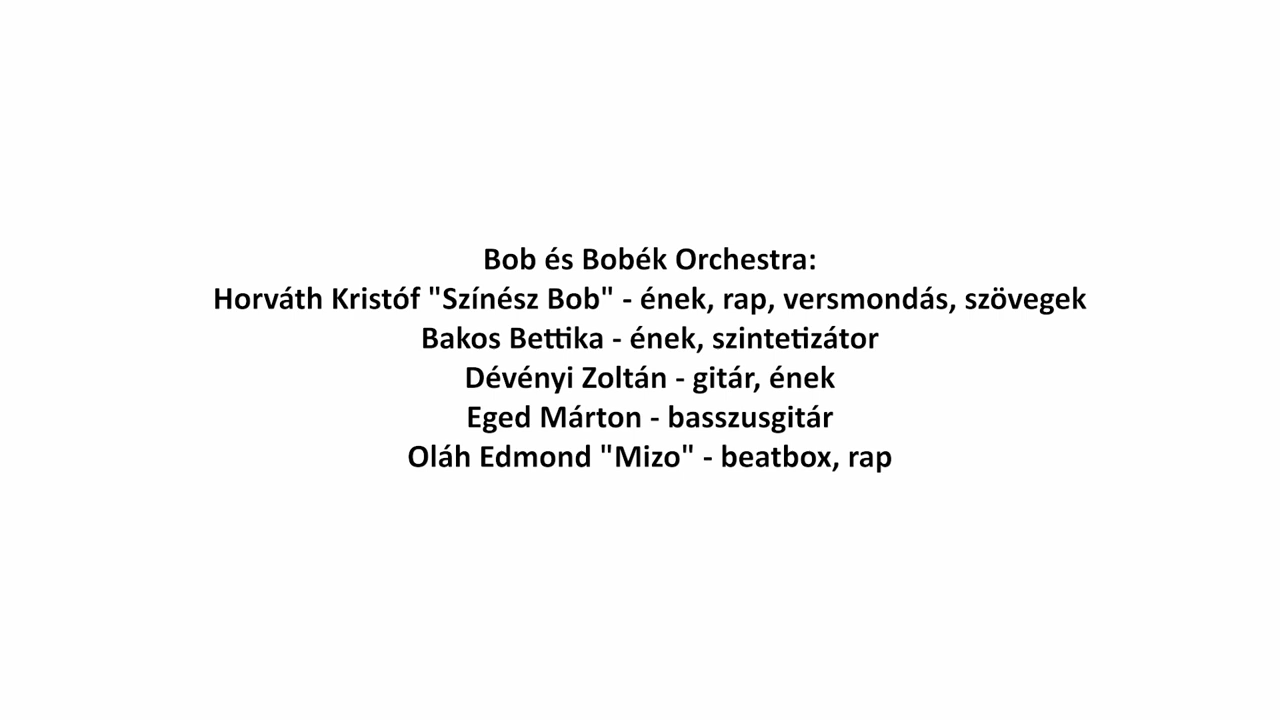 Bob és Bobék Orchestra:
Horváth Kristóf "Színész Bob" - ének, rap, versmondás, szövegek
Bakos Bettika - ének, szintetizátor
Dévényi Zoltán - gitár, ének
Eged Márton - basszusgitár
Oláh Edmond "Mizo" - beatbox, rap